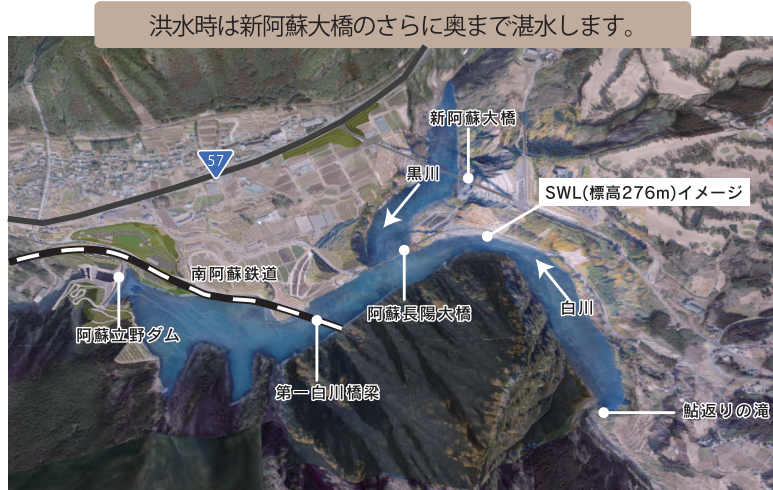 洪水時は新阿蘇大橋のさらに奥まで湛水します。
新阿蘇大橋
57
黒川
SWL(標高276m)イメージ
南阿蘇鉄道
阿蘇長陽大橋
白川
阿蘇立野ダム
第一白川橋梁
鮎返りの滝